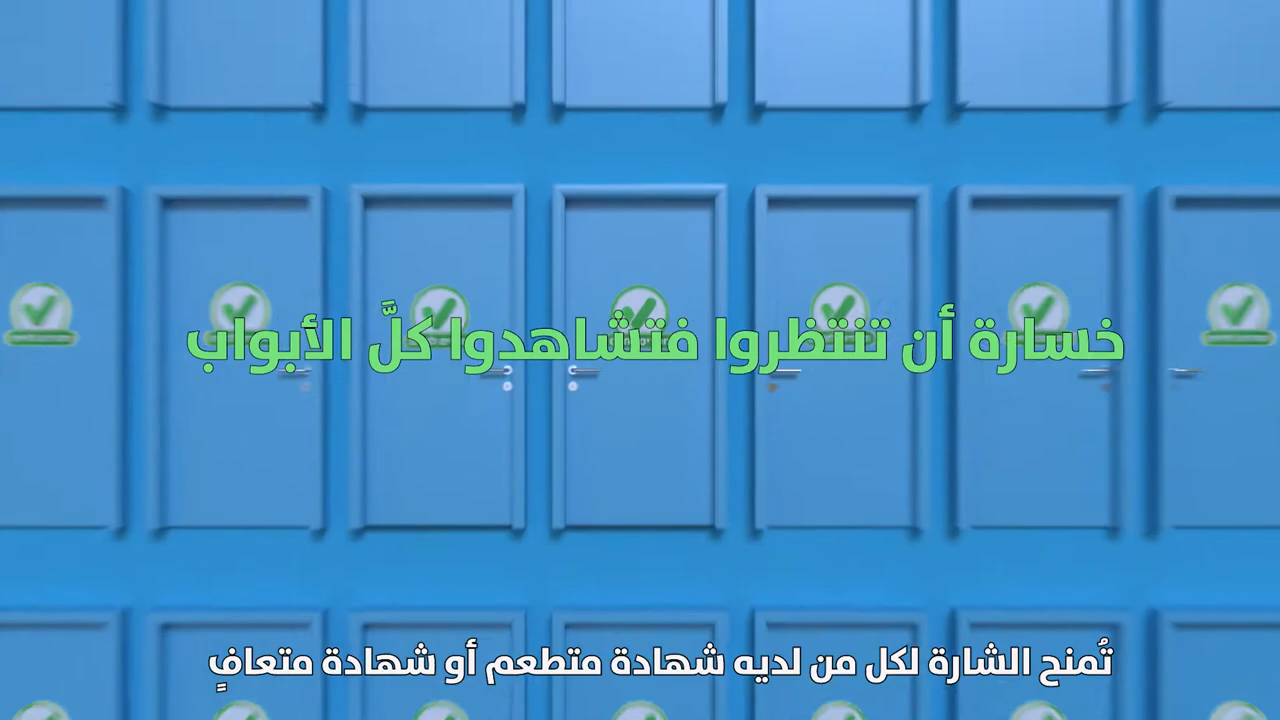 خسارة أن تنتظروا فتشاهدوا كلَّ الأبواب
تُمنح الشارة لكل من لديه شهادة متطعم أو شهادة متعافٍ